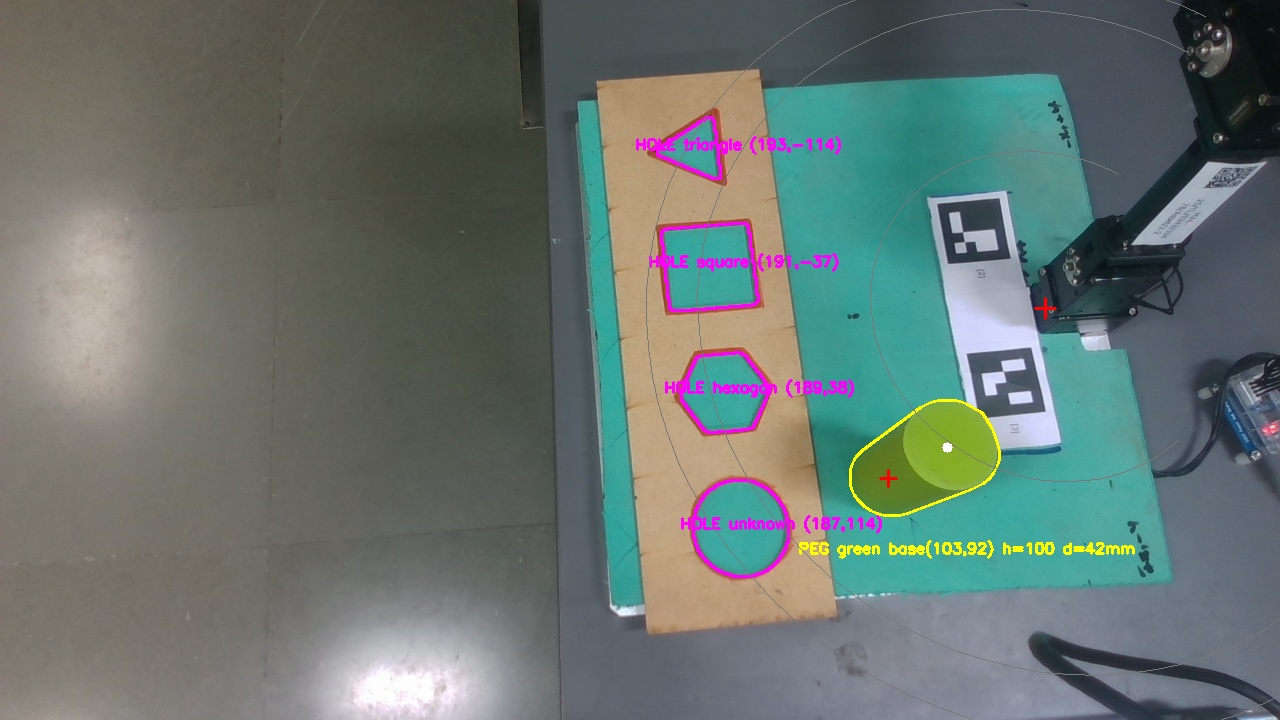 HOLE triangle (193,-114)
HOLE square (191,-37)
HOLE hexagon (189,38)
HOLE unknown (187,114)
PEG green base(103,92) h=100 d=42mm